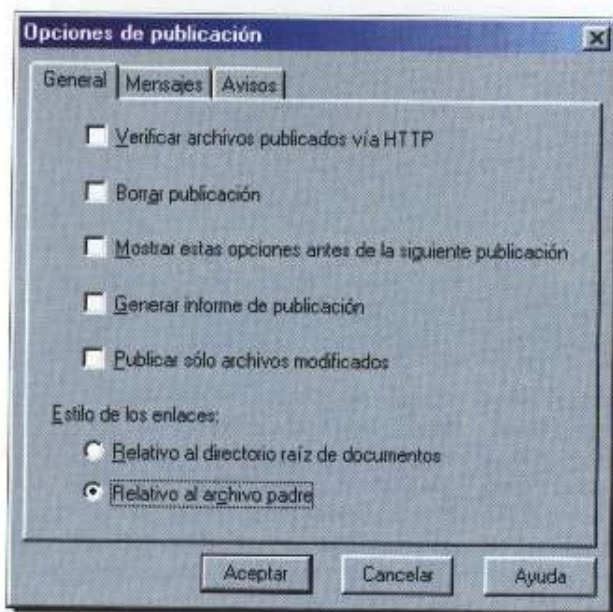 Opciones de publicación
General Mensajes Avisos
Verificar archivos publicados vía HTTP
Borrar publicación
Mostrar estas opciones antes de la siguiente publicación
Generar informe de publicación
Publicar sólo archivos modificados
Estilo de los enlaces:
Relativo al directorio raíz de documentos
Relativo al archivo padre
Aceptar Cancelar Ayuda